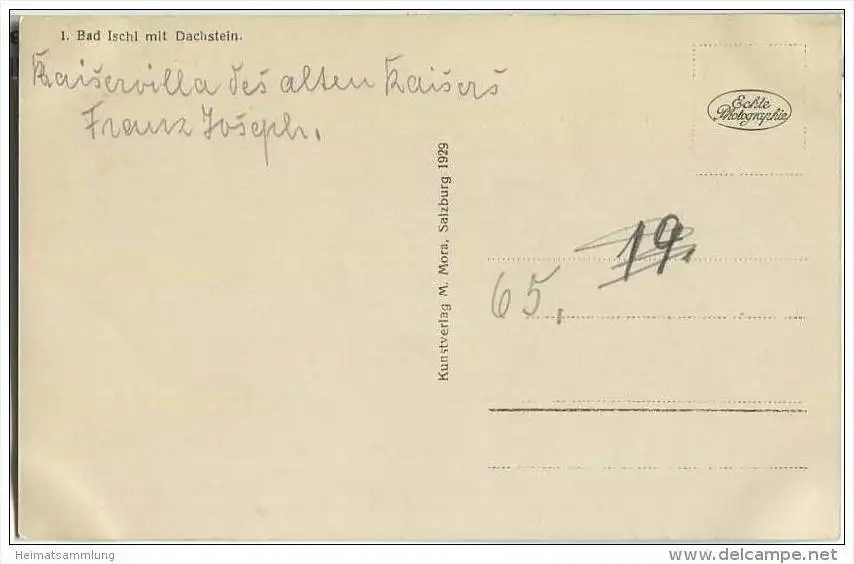 1. Bad Ischl mit Dachstein.
Kaiservilla des alten Kaisers
Franz Joseph.
Echte
Photographie
Kunstverlag M. Mora, Salzburg 1929
19.
65.
Heimatsammlung
www.delcampe.net